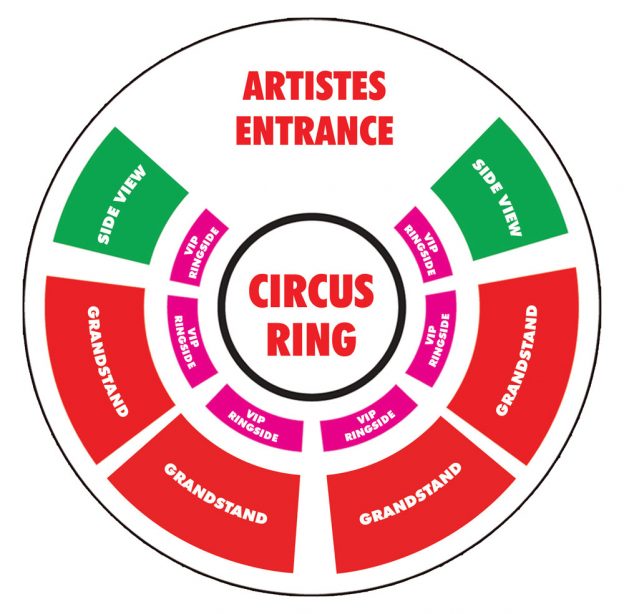 ARTISTES
ENTRANCE
SIDE VIEW
SIDE VIEW
VIP
RINGSIDE
VIP
RINGSIDE
CIRCUS
RING
GRANDSTAND
VIP
RINGSIDE
VIP
RINGSIDE
GRANDSTAND
VIP
RINGSIDE
VIP
RINGSIDE
GRANDSTAND
GRANDSTAND